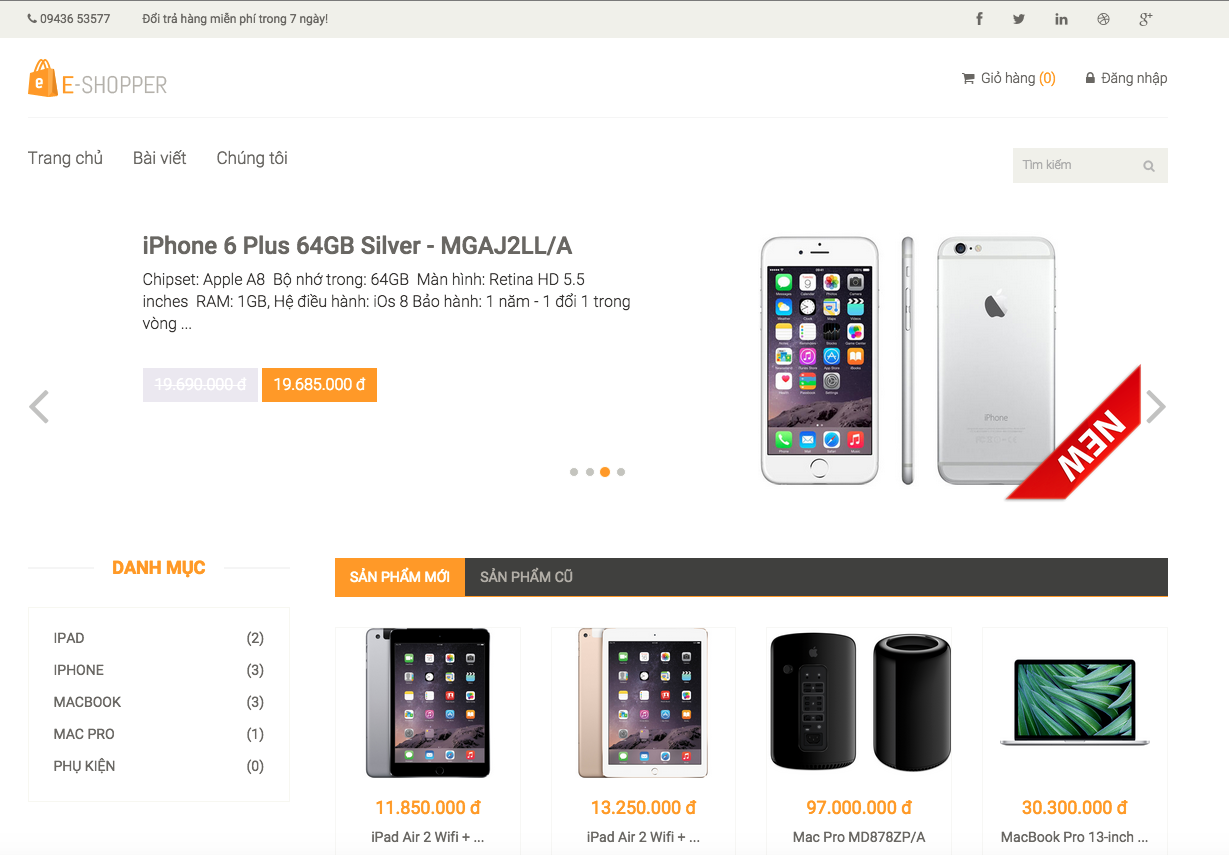 09436 53577 Đổi trả hàng miễn phí trong 7 ngày!
E-SHOPPER
Giỏ hàng (0) Đăng nhập
Trang chủ Bài viết Chúng tôi
Tìm kiếm
iPhone 6 Plus 64GB Silver - MGAJ2LL/A
Chipset: Apple A8 Bộ nhớ trong: 64GB Màn hình: Retina HD 5.5
inches RAM: 1GB, Hệ điều hành: iOs 8 Bảo hành: 1 năm - 1 đổi 1 trong
vòng ...
19.690.000 đ 19.685.000 đ
iPhone
NEW
DANH MỤC
IPAD (2)
IPHONE (3)
MACBOOK (3)
MAC PRO (1)
PHỤ KIỆN (0)
SẢN PHẨM MỚI SẢN PHẨM CŨ
11.850.000 đ 13.250.000 đ 97.000.000 đ 30.300.000 đ
iPad Air 2 Wifi + ... iPad Air 2 Wifi + ... Mac Pro MD878ZP/A MacBook Pro 13-inch ...